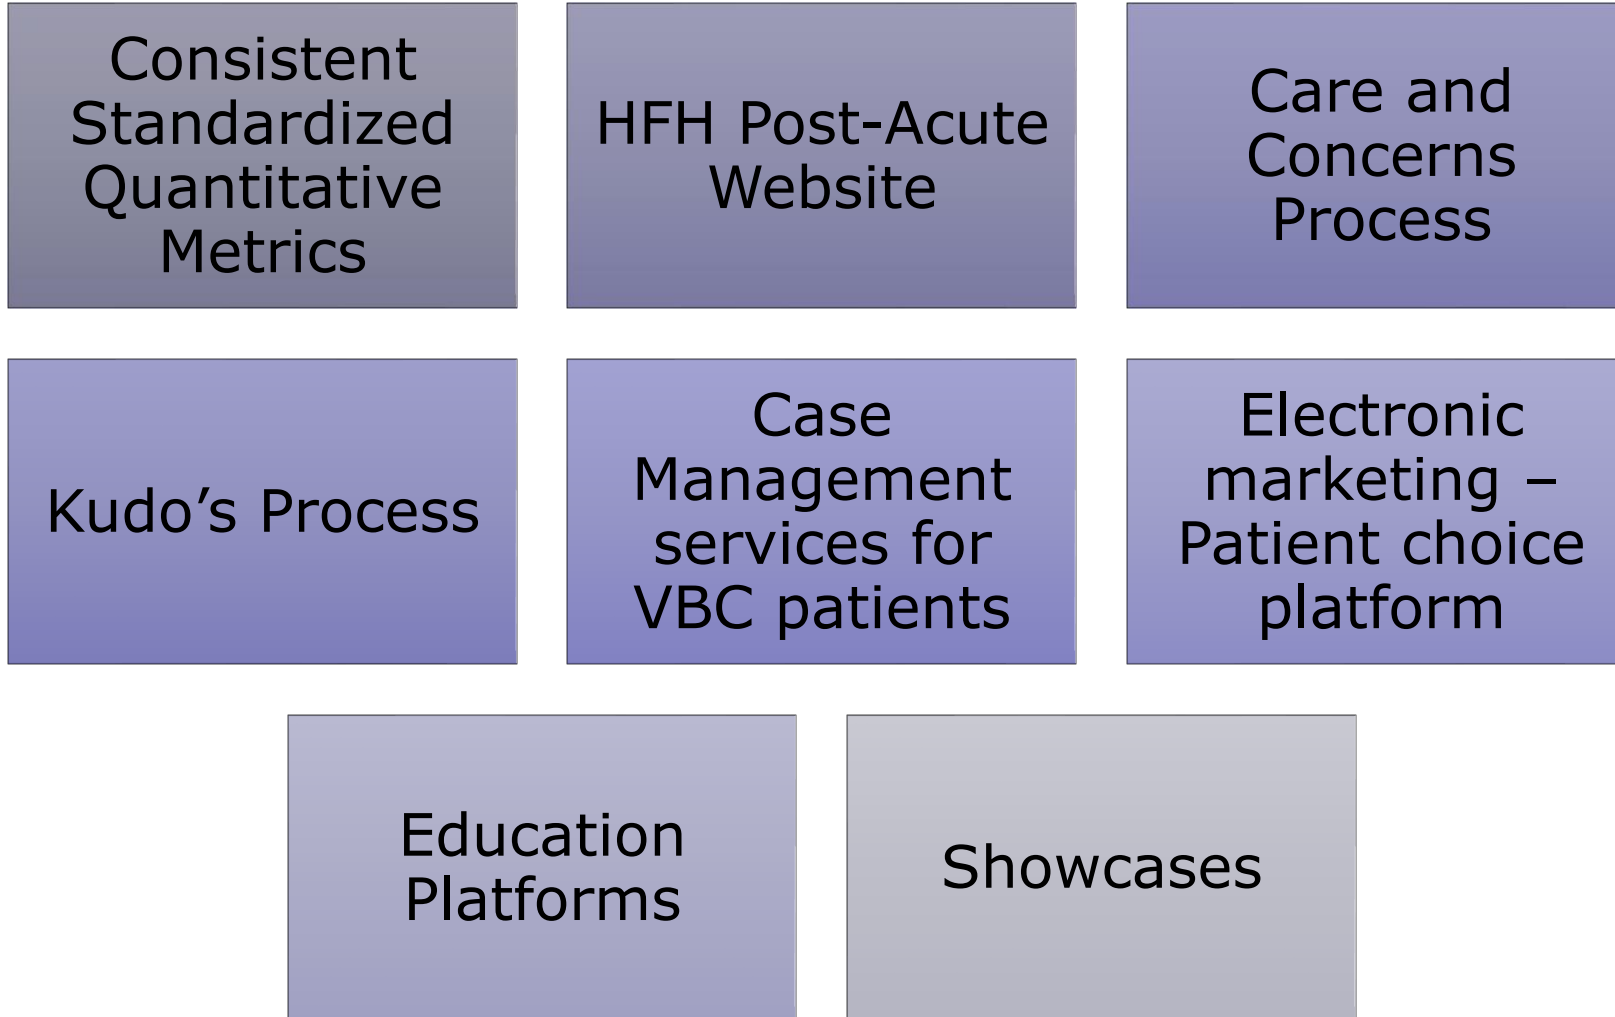 Consistent
Standardized
Quantitative
Metrics
HFH Post-Acute
Website
Care and
Concerns
Process
Kudo’s Process
Case
Management
services for
VBC patients
Electronic
marketing –
Patient choice
platform
Education
Platforms
Showcases